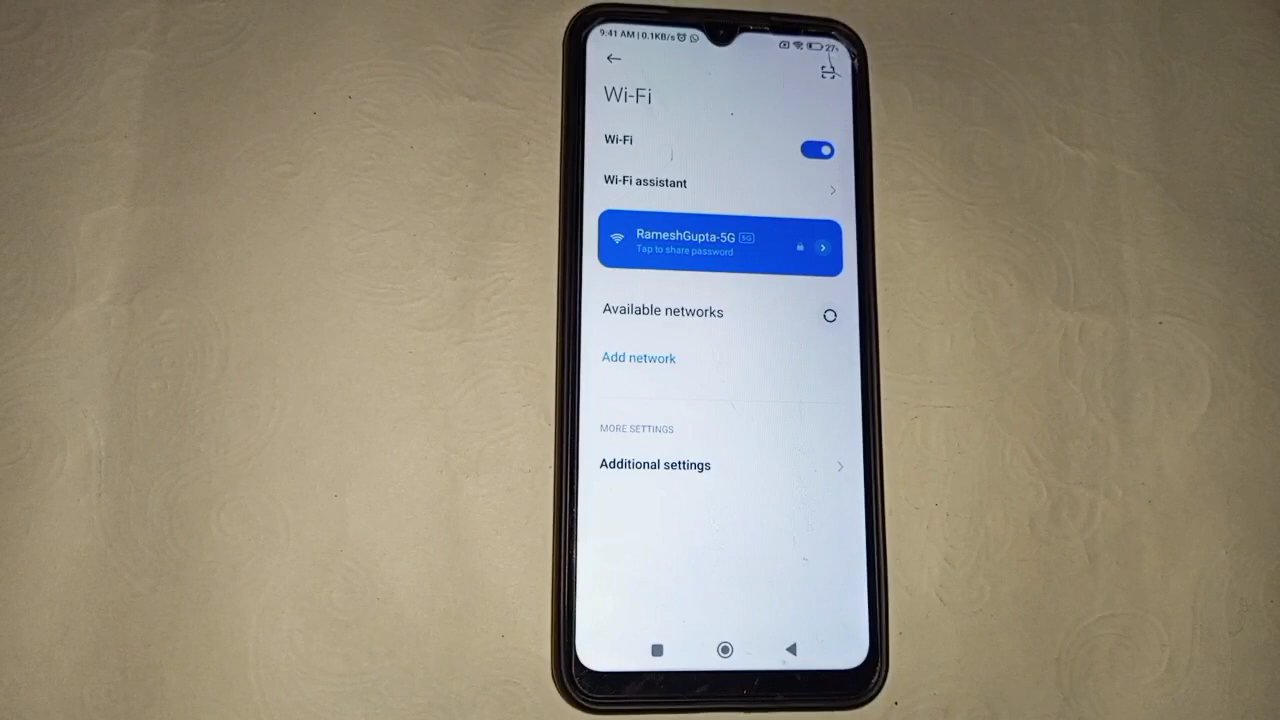 9:41 AM | 0.1KB/s
27
Wi-Fi
Wi-Fi
Wi-Fi assistant
RameshGupta-5G 5G
Tap to share password
Available networks
Add network
MORE SETTINGS
Additional settings